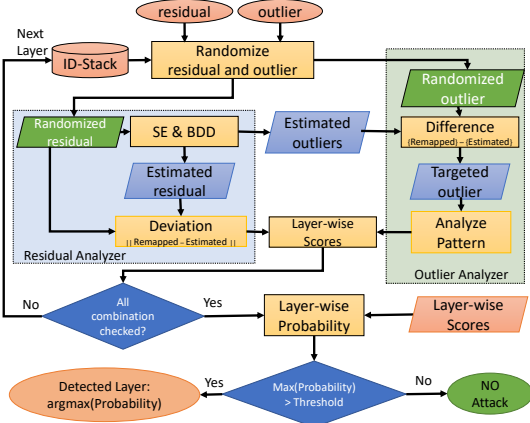 residual
outlier
Next
Layer
ID-Stack
Randomize
residual and outlier
Randomized
outlier
Randomized
residual
SE & BDD
Estimated
outliers
Difference
(Remapped) – (Estimated)
Estimated
residual
Targeted
outlier
Deviation
|| Remapped – Estimated ||
Layer-wise
Scores
Analyze
Pattern
Residual Analyzer
Outlier Analyzer
No
All
combination
checked?
Yes
Layer-wise
Probability
Layer-wise
Scores
Detected Layer:
argmax(Probability)
Yes
Max(Probability)
> Threshold
No
NO
Attack